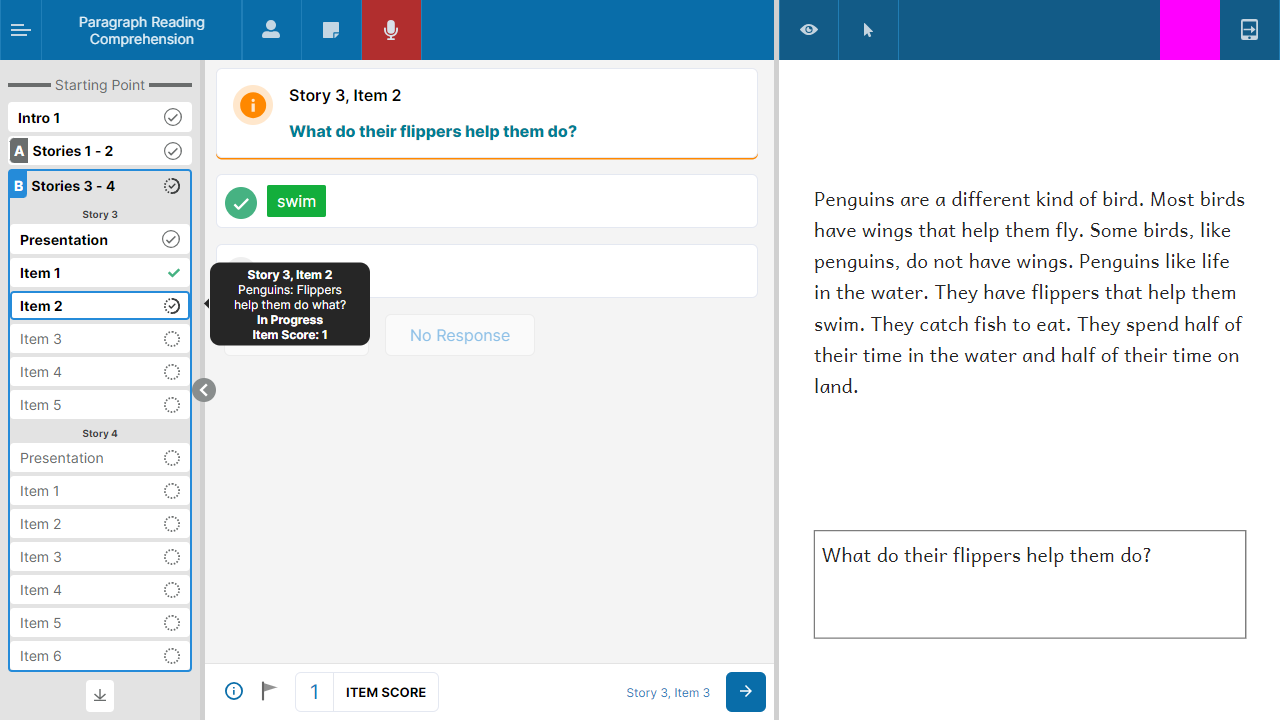 Paragraph Reading
Comprehension
Starting Point
Intro 1
A Stories 1 - 2
B Stories 3 - 4
Story 3
Presentation
Item 1
Item 2
Item 3
Item 4
Item 5
Story 4
Presentation
Item 1
Item 2
Item 3
Item 4
Item 5
Item 6
Story 3, Item 2
What do their flippers help them do?
swim
Story 3, Item 2
Penguins: Flippers
help them do what?
In Progress
Item Score: 1
No Response
1 ITEM SCORE
Story 3, Item 3
Penguins are a different kind of bird. Most birds
have wings that help them fly. Some birds, like
penguins, do not have wings. Penguins like life
in the water. They have flippers that help them
swim. They catch fish to eat. They spend half of
their time in the water and half of their time on
land.
What do their flippers help them do?